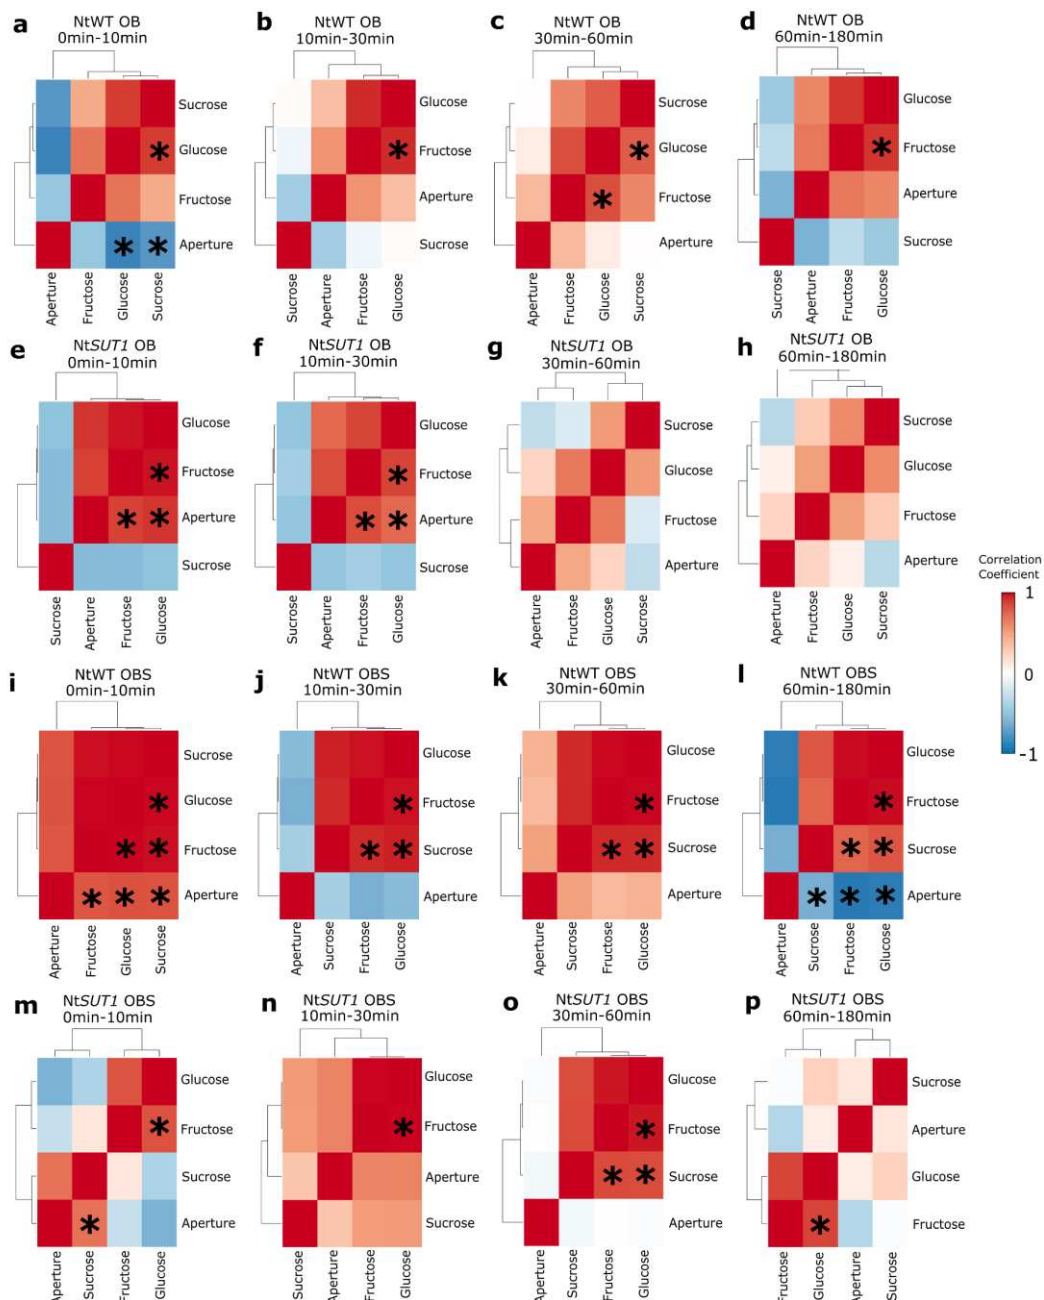 a
NtWT OB
0min-10min
Sucrose
Glucose
Fructose
Aperture
Aperture
Fructose
Glucose
Sucrose
b
NtWT OB
10min-30min
Glucose
Fructose
Aperture
Sucrose
Sucrose
Aperture
Fructose
Glucose
c
NtWT OB
30min-60min
Sucrose
Glucose
Fructose
Aperture
Aperture
Fructose
Glucose
Sucrose
d
NtWT OB
60min-180min
Glucose
Fructose
Aperture
Sucrose
Sucrose
Aperture
Fructose
Glucose
e
NtSUT1 OB
0min-10min
Glucose
Fructose
Aperture
Sucrose
Sucrose
Aperture
Fructose
Glucose
f
NtSUT1 OB
10min-30min
Glucose
Fructose
Aperture
Sucrose
Sucrose
Aperture
Fructose
Glucose
g
NtSUT1 OB
30min-60min
Sucrose
Glucose
Fructose
Aperture
Aperture
Fructose
Glucose
Sucrose
h
NtSUT1 OB
60min-180min
Sucrose
Glucose
Fructose
Aperture
Aperture
Fructose
Glucose
Sucrose
Correlation
Coefficient
1
0
-1
i
NtWT OBS
0min-10min
Sucrose
Glucose
Fructose
Aperture
Aperture
Fructose
Glucose
Sucrose
j
NtWT OBS
10min-30min
Glucose
Fructose
Sucrose
Aperture
Aperture
Sucrose
Fructose
Glucose
k
NtWT OBS
30min-60min
Glucose
Fructose
Sucrose
Aperture
Aperture
Sucrose
Fructose
Glucose
l
NtWT OBS
60min-180min
Glucose
Fructose
Sucrose
Aperture
Aperture
Sucrose
Fructose
Glucose
m
NtSUT1 OBS
0min-10min
Glucose
Fructose
Sucrose
Aperture
Aperture
Sucrose
Fructose
Glucose
n
NtSUT1 OBS
10min-30min
Glucose
Fructose
Aperture
Sucrose
Sucrose
Aperture
Fructose
Glucose
o
NtSUT1 OBS
30min-60min
Glucose
Fructose
Sucrose
Aperture
Aperture
Sucrose
Fructose
Glucose
p
NtSUT1 OBS
60min-180min
Sucrose
Aperture
Glucose
Fructose
Fructose
Glucose
Aperture
Sucrose